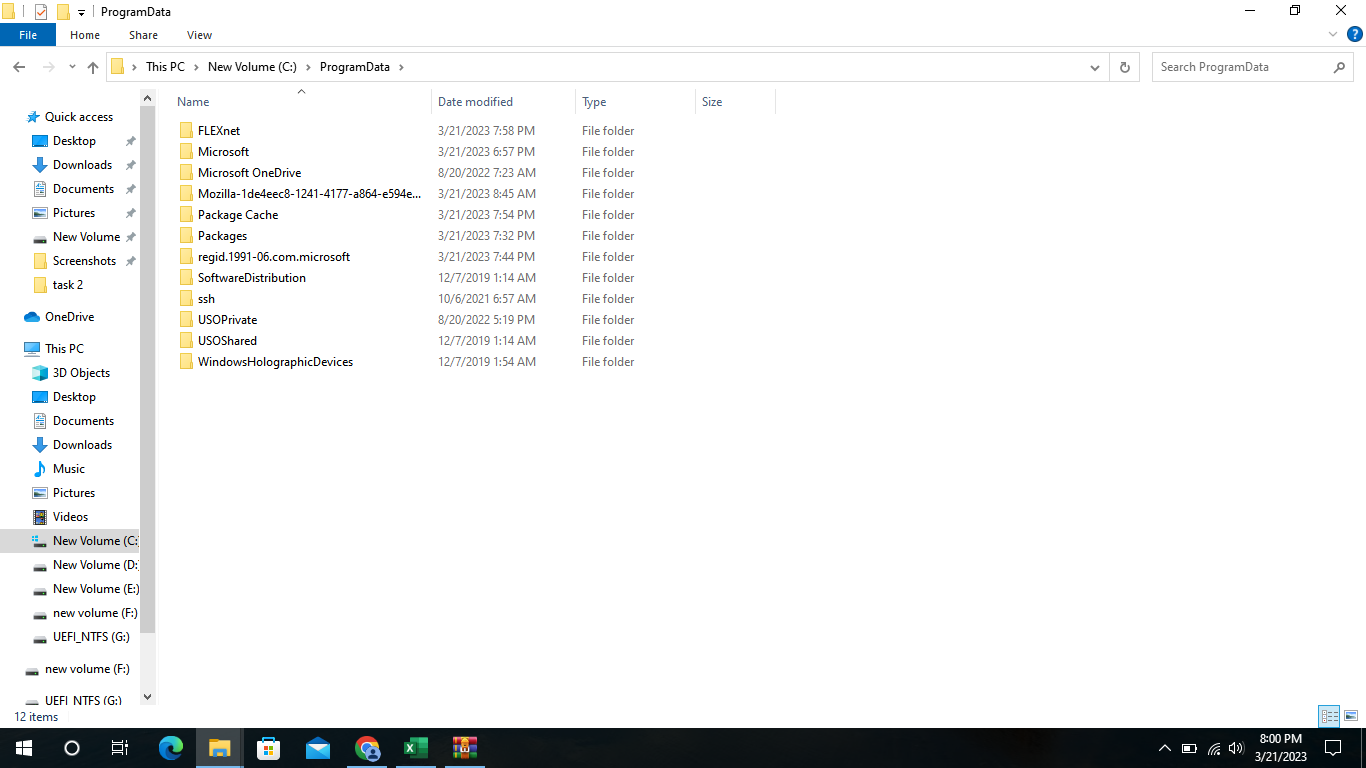 ProgramData
File Home Share View
This PC New Volume (C:) ProgramData
Search ProgramData
Name Date modified Type Size
FLEXnet 3/21/2023 7:58 PM File folder
Microsoft 3/21/2023 6:57 PM File folder
Microsoft OneDrive 8/20/2022 7:23 AM File folder
Mozilla-1de4eec8-1241-4177-a864-e594e... 3/21/2023 8:45 AM File folder
Package Cache 3/21/2023 7:54 PM File folder
Packages 3/21/2023 7:32 PM File folder
regid.1991-06.com.microsoft 3/21/2023 7:44 PM File folder
SoftwareDistribution 12/7/2019 1:14 AM File folder
ssh 10/6/2021 6:57 AM File folder
USOPrivate 8/20/2022 5:19 PM File folder
USOShared 12/7/2019 1:14 AM File folder
WindowsHolographicDevices 12/7/2019 1:54 AM File folder
Quick access
Desktop
Downloads
Documents
Pictures
New Volume
Screenshots
task 2
OneDrive
This PC
3D Objects
Desktop
Documents
Downloads
Music
Pictures
Videos
New Volume (C:
New Volume (D:
New Volume (E:)
new volume (F:)
UEFI_NTFS (G:)
new volume (F:)
UEFI_NTFS (G:)
12 items
8:00 PM
3/21/2023